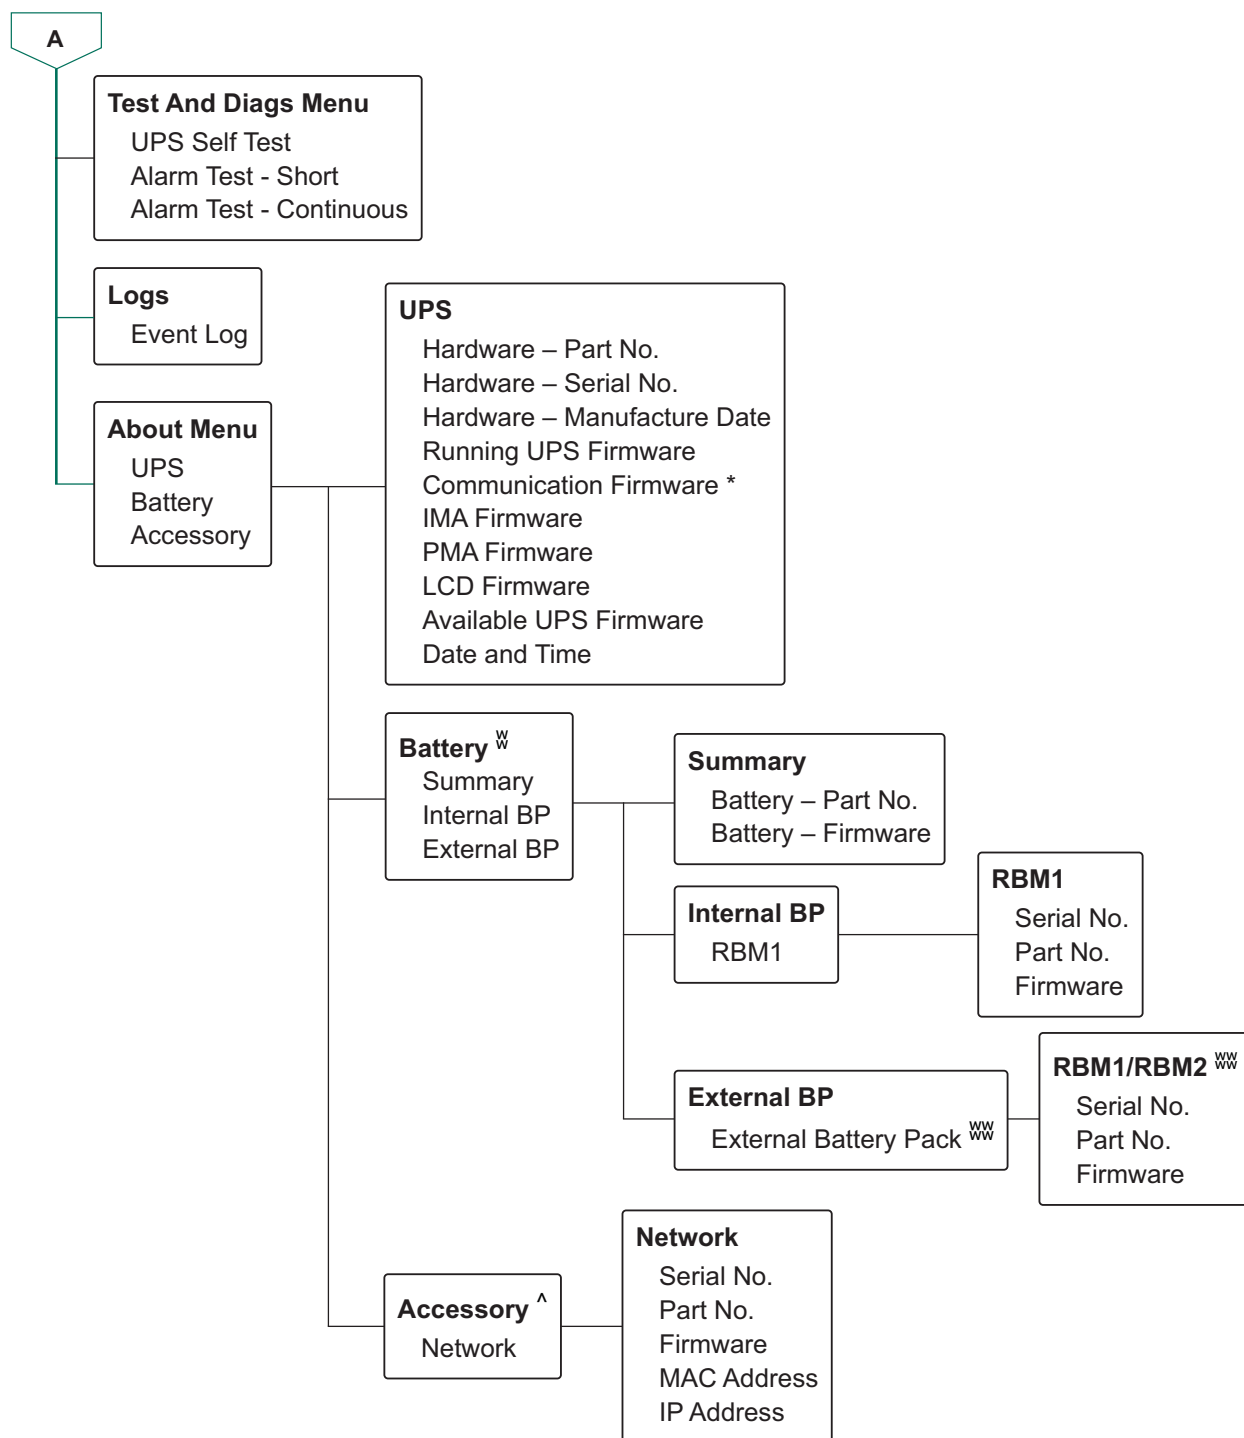 A
Test And Diags Menu
UPS Self Test
Alarm Test - Short
Alarm Test - Continuous
Logs
Event Log
About Menu
UPS
Battery
Accessory
UPS
Hardware – Part No.
Hardware – Serial No.
Hardware – Manufacture Date
Running UPS Firmware
Communication Firmware *
IMA Firmware
PMA Firmware
LCD Firmware
Available UPS Firmware
Date and Time
Battery W W
Summary
Internal BP
External BP
Summary
Battery – Part No.
Battery – Firmware
Internal BP
RBM1
RBM1
Serial No.
Part No.
Firmware
External BP
External Battery Pack WW WW
RBM1/RBM2 WW WW
Serial No.
Part No.
Firmware
Accessory ^
Network
Network
Serial No.
Part No.
Firmware
MAC Address
IP Address